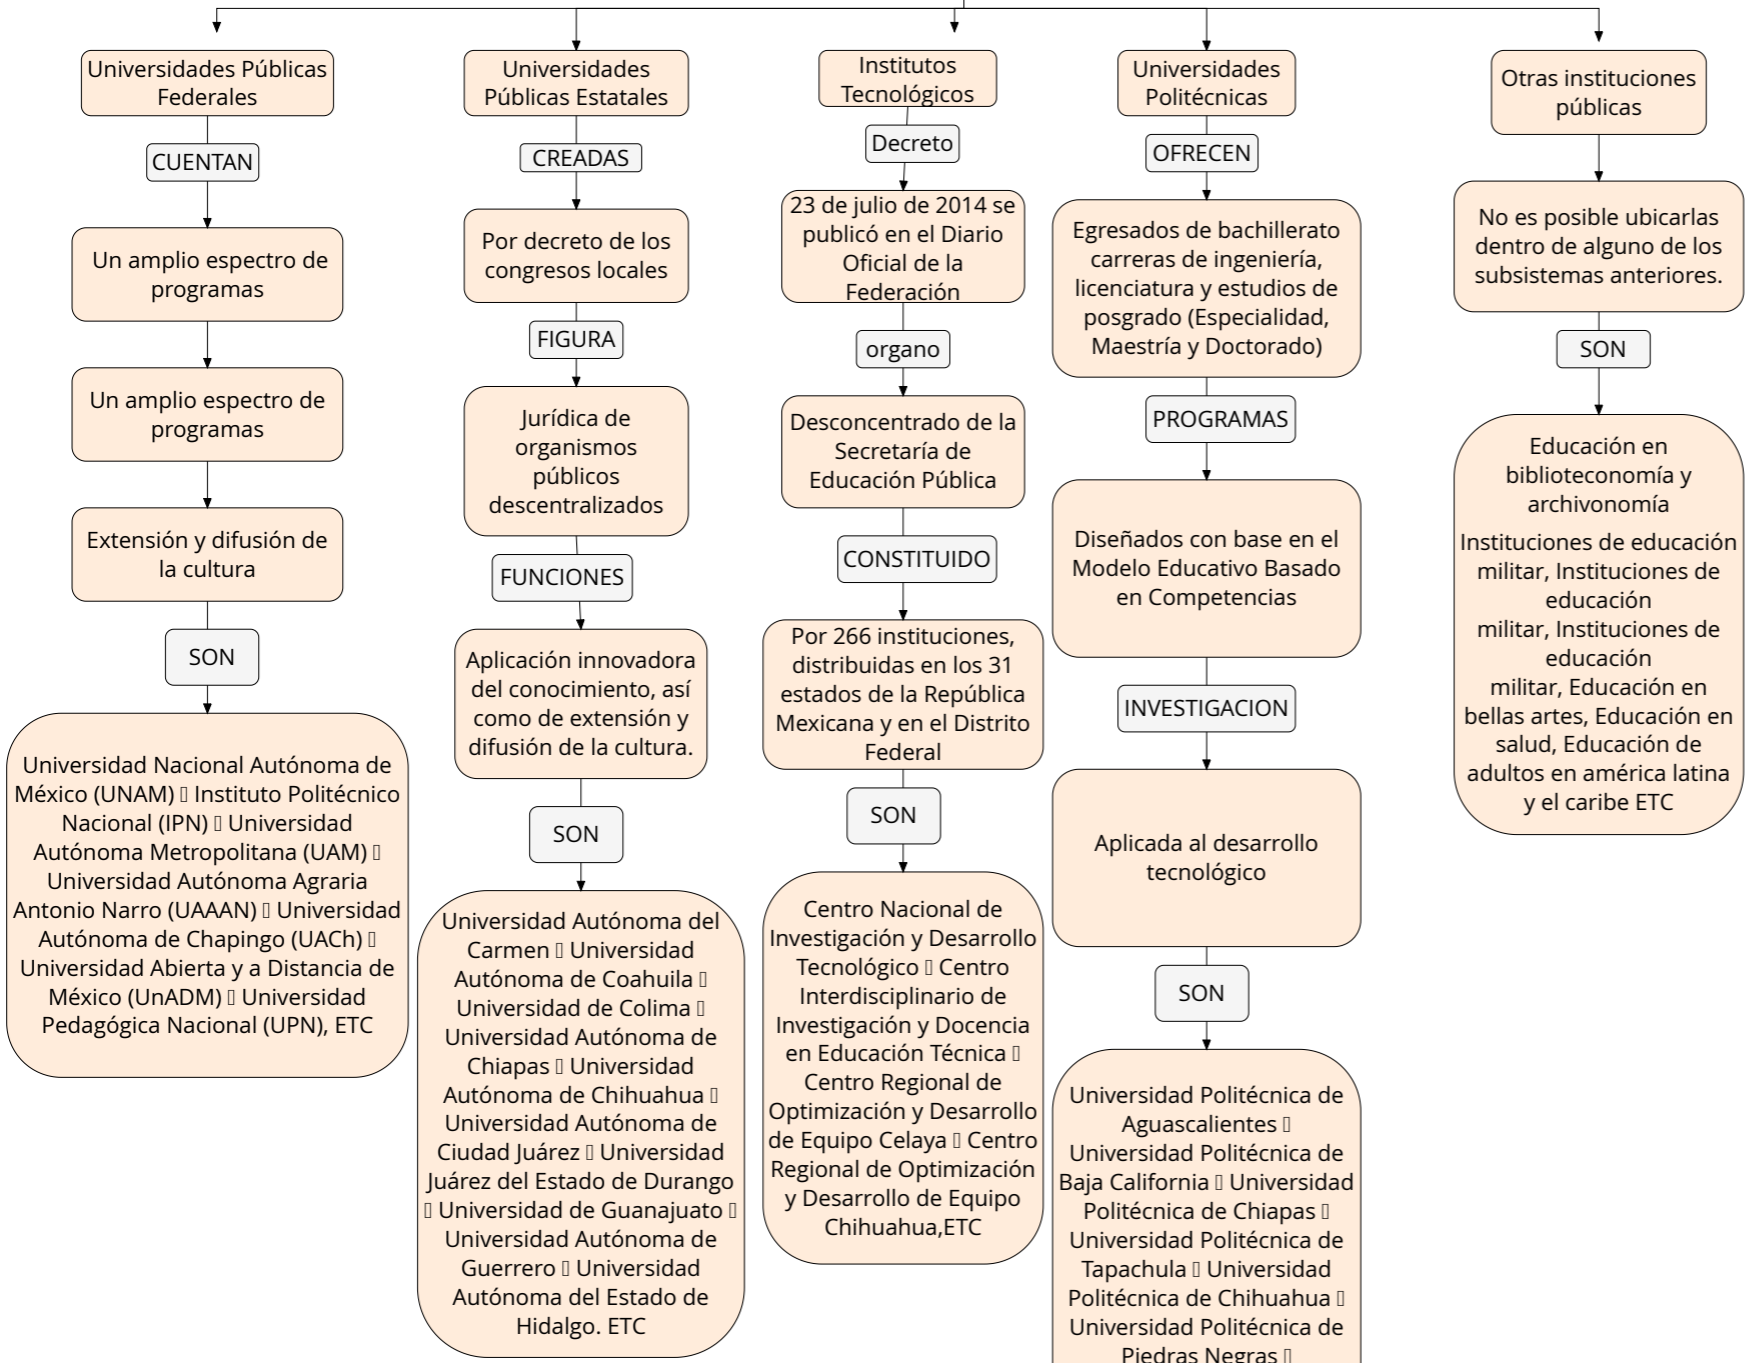 Universidades Públicas
Federales
CUENTAN
Un amplio espectro de
programas
Un amplio espectro de
programas
Extensión y difusión de
la cultura
SON
Universidad Nacional Autónoma de
México (UNAM) ▯ Instituto Politécnico
Nacional (IPN) ▯ Universidad
Autónoma Metropolitana (UAM) ▯
Universidad Autónoma Agraria
Antonio Narro (UAAAN) ▯ Universidad
Autónoma de Chapingo (UACh) ▯
Universidad Abierta y a Distancia de
México (UnADM) ▯ Universidad
Pedagógica Nacional (UPN), ETC
Universidades
Públicas Estatales
CREADAS
Por decreto de los
congresos locales
FIGURA
Jurídica de
organismos
públicos
descentralizados
FUNCIONES
Aplicación innovadora
del conocimiento, así
como de extensión y
difusión de la cultura.
SON
Universidad Autónoma del
Carmen ▯ Universidad
Autónoma de Coahuila ▯
Universidad de Colima ▯
Universidad Autónoma de
Chiapas ▯ Universidad
Autónoma de Chihuahua ▯
Universidad Autónoma de
Ciudad Juárez ▯ Universidad
Juárez del Estado de Durango
▯ Universidad de Guanajuato ▯
Universidad Autónoma de
Guerrero ▯ Universidad
Autónoma del Estado de
Hidalgo. ETC
Institutos
Tecnológicos
Decreto
23 de julio de 2014 se
publicó en el Diario
Oficial de la
Federación
organo
Desconcentrado de la
Secretaría de
Educación Pública
CONSTITUIDO
Por 266 instituciones,
distribuidas en los 31
estados de la República
Mexicana y en el Distrito
Federal
SON
Centro Nacional de
Investigación y Desarrollo
Tecnológico ▯ Centro
Interdisciplinario de
Investigación y Docencia
en Educación Técnica ▯
Centro Regional de
Optimización y Desarrollo
de Equipo Celaya ▯ Centro
Regional de Optimización
y Desarrollo de Equipo
Chihuahua,ETC
Universidades
Politécnicas
OFRECEN
Egresados de bachillerato
carreras de ingeniería,
licenciatura y estudios de
posgrado (Especialidad,
Maestría y Doctorado)
PROGRAMAS
Diseñados con base en el
Modelo Educativo Basado
en Competencias
INVESTIGACION
Aplicada al desarrollo
tecnológico
SON
Universidad Politécnica de
Aguascalientes ▯
Universidad Politécnica de
Baja California ▯ Universidad
Politécnica de Chiapas ▯
Universidad Politécnica de
Tapachula ▯ Universidad
Politécnica de Chihuahua ▯
Universidad Politécnica de
Piedras Negras ▯
Otras instituciones
públicas
No es posible ubicarlas
dentro de alguno de los
subsistemas anteriores.
SON
Educación en
biblioteconomía y
archivonomía
Instituciones de educación
militar, Instituciones de
educación
militar, Instituciones de
educación
militar, Educación en
bellas artes, Educación en
salud, Educación de
adultos en américa latina
y el caribe ETC